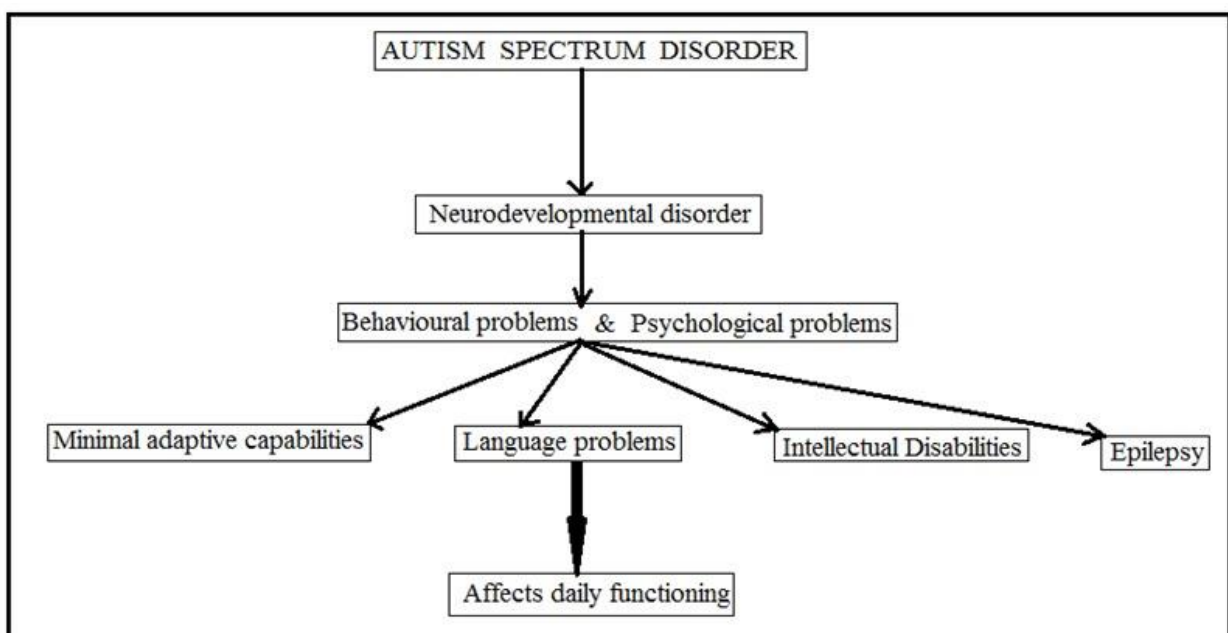 AUTISM SPECTRUM DISORDER
Neurodevelopmental disorder
Behavioural problems & Psychological problems
Minimal adaptive capabilities
Language problems
Intellectual Disabilities
Epilepsy
Affects daily functioning